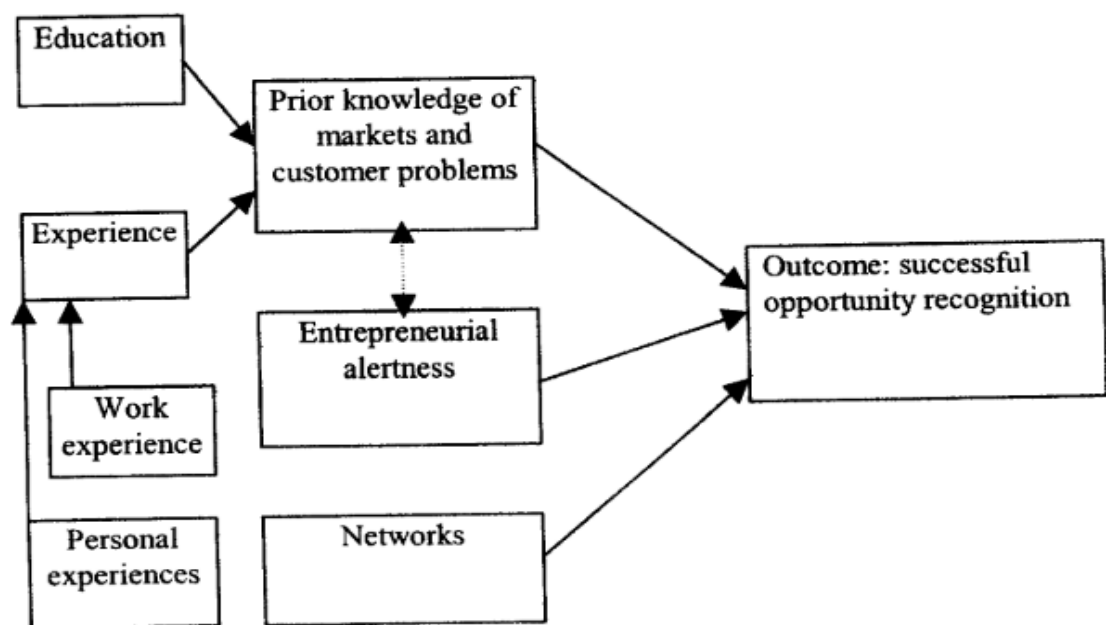 Education
Prior knowledge of
markets and
customer problems
Experience
Outcome: successful
opportunity recognition
Entrepreneurial
alertness
Work
experience
Personal
experiences
Networks